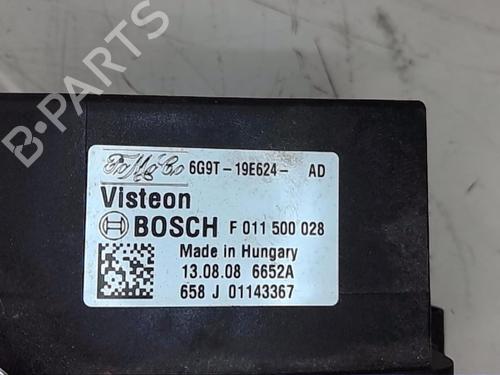 B-PARTS
FoMoCo 6G9T-19E624- AD
Visteon
BOSCH F 011 500 028
Made in Hungary
13.08.08 6652A
658 J 01143367